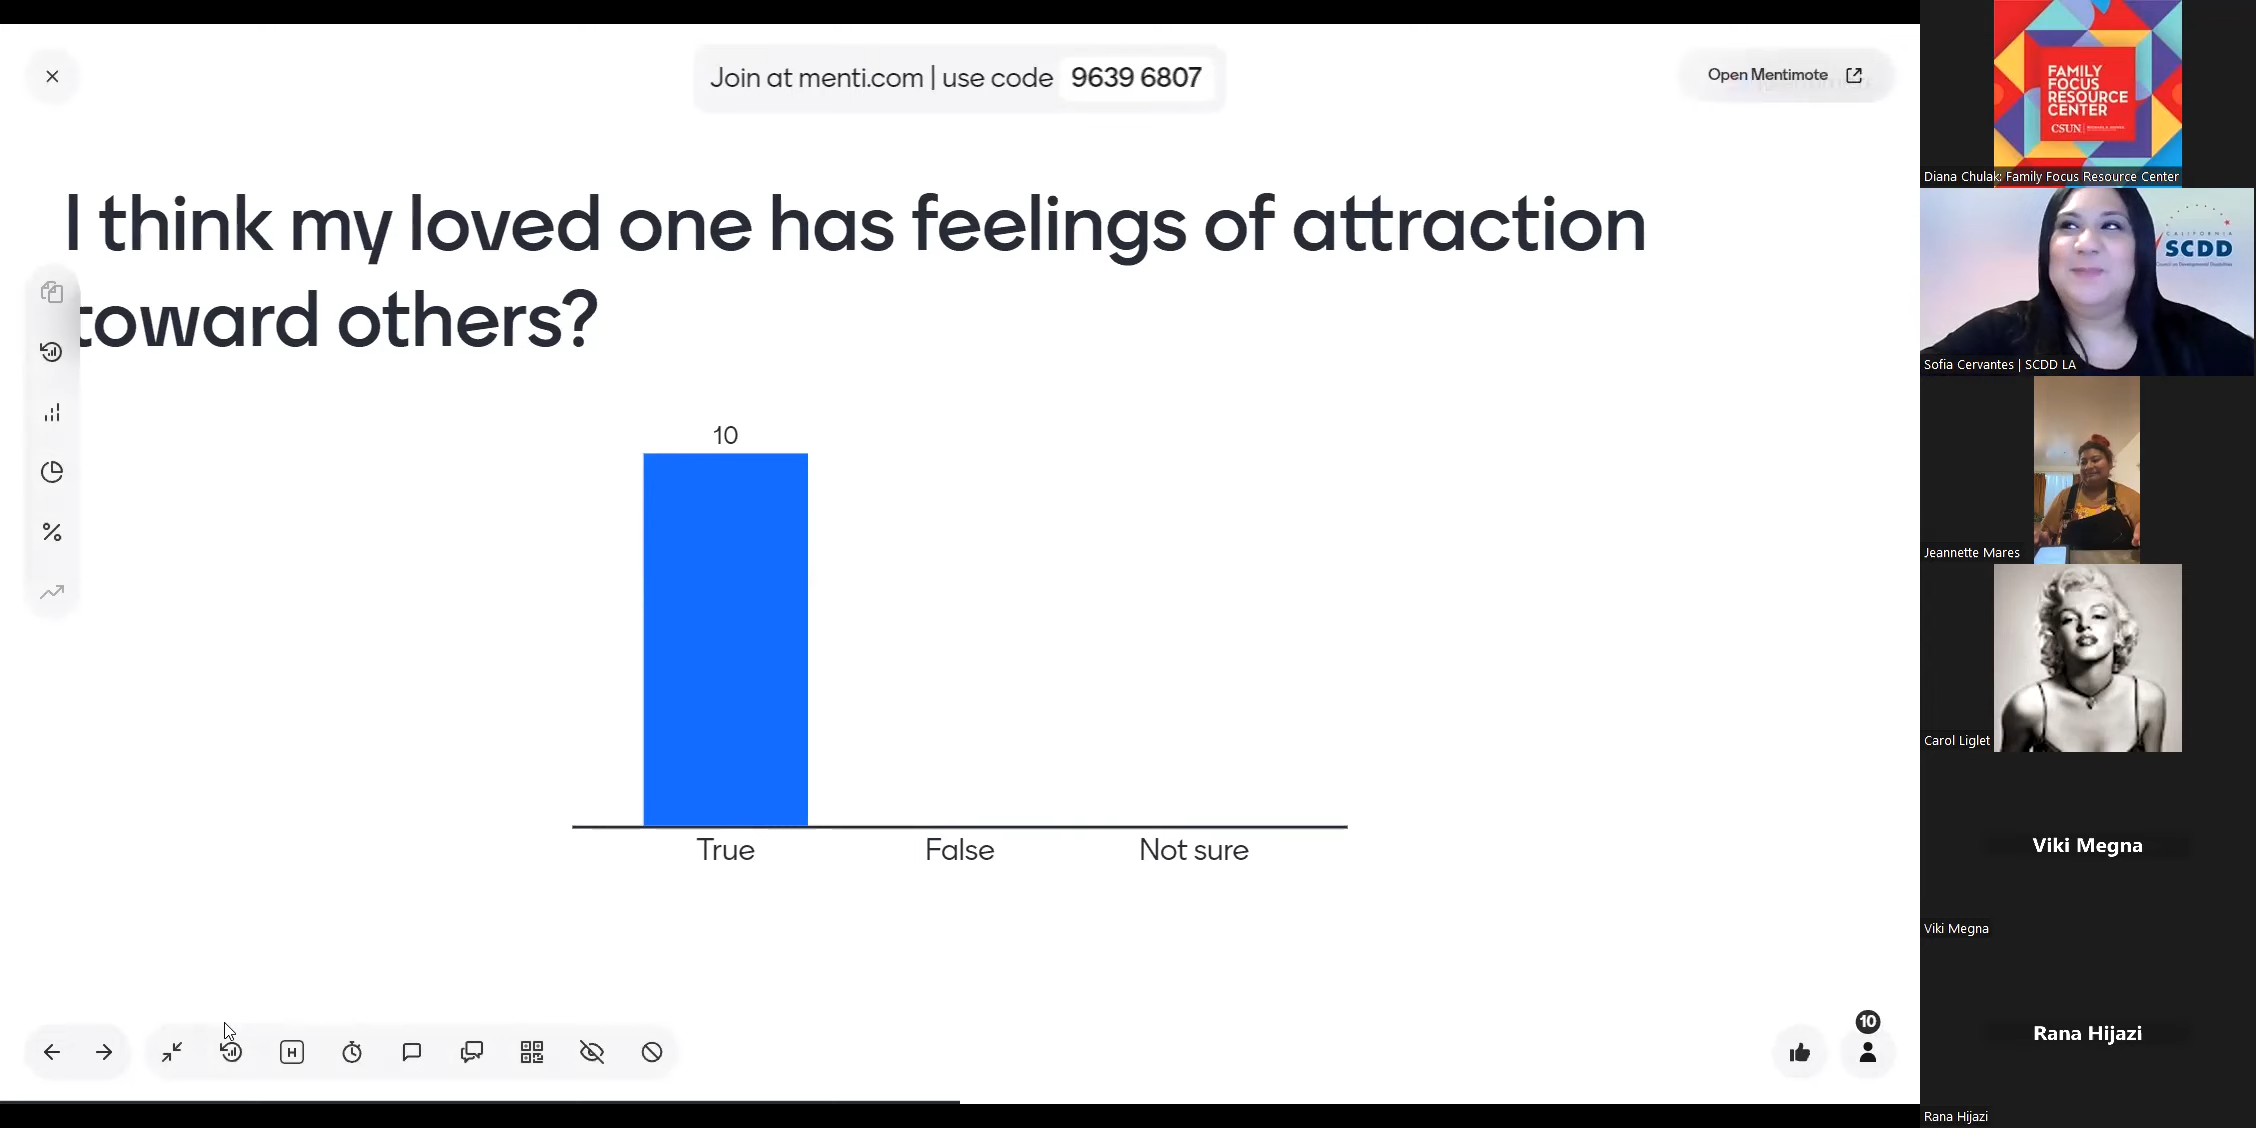 Join at menti.com | use code 9639 6807
Open Mentimote
I think my loved one has feelings of attraction
toward others?
10
True
False
Not sure
10
FAMILY
FOCUS
RESOURCE
CENTER
CSUN
Diana Chulak: Family Focus Resource Center
CALIFORNIA
SCDD
Sofia Cervantes | SCDD LA
Jeannette Mares
Carol Liglet
Viki Megna
Viki Megna
Rana Hijazi
Rana Hijazi